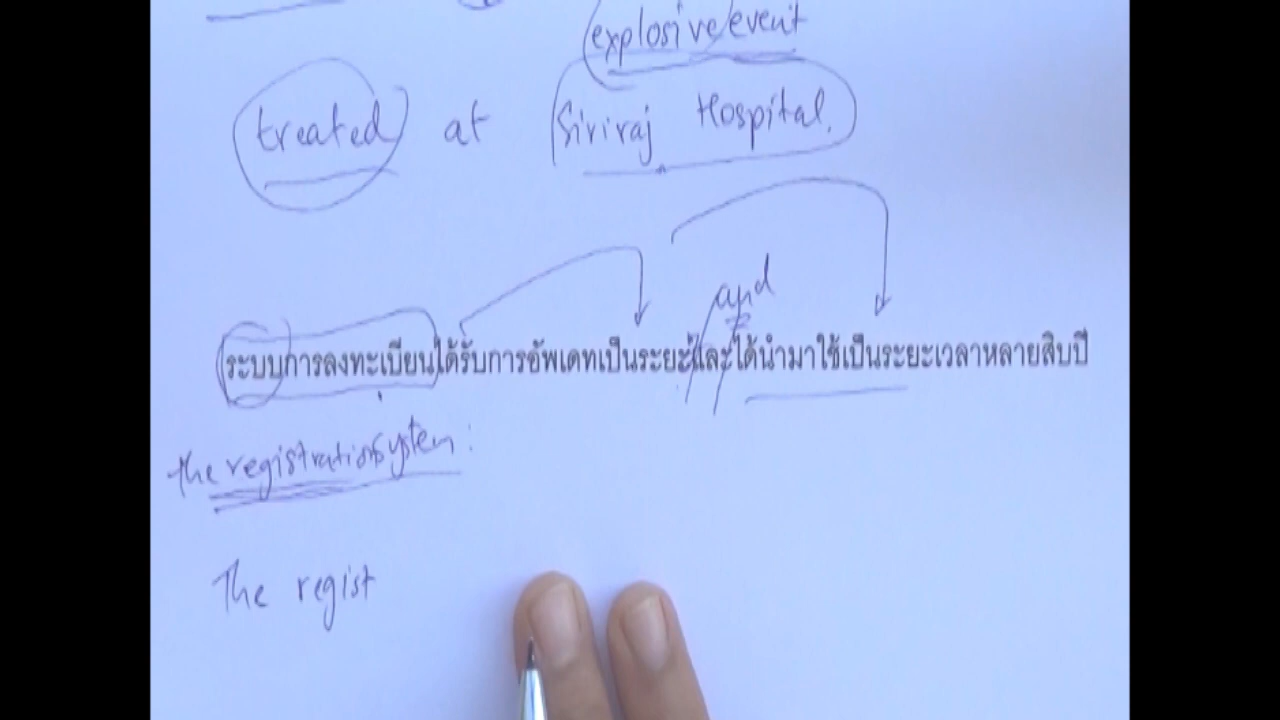 explosive/event
treated at Siriraj Hospital.
and
ระบบการลงทะเบียนได้รับการอัพเดทเป็นระยะๆและได้นำมาใช้เป็นระยะเวลาหลายสิบปี
the registration system:
The regist